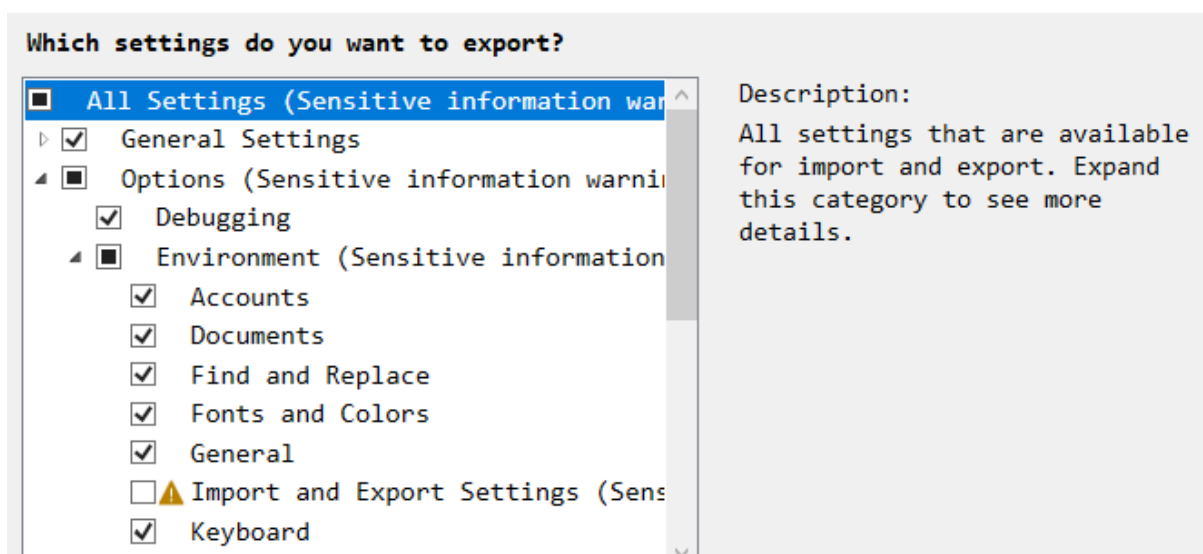 Which settings do you want to export?
All Settings (Sensitive information war
General Settings
Options (Sensitive information warni
Debugging
Environment (Sensitive information
Accounts
Documents
Find and Replace
Fonts and Colors
General
Import and Export Settings (Sens
Keyboard
Description:
All settings that are available
for import and export. Expand
this category to see more
details.